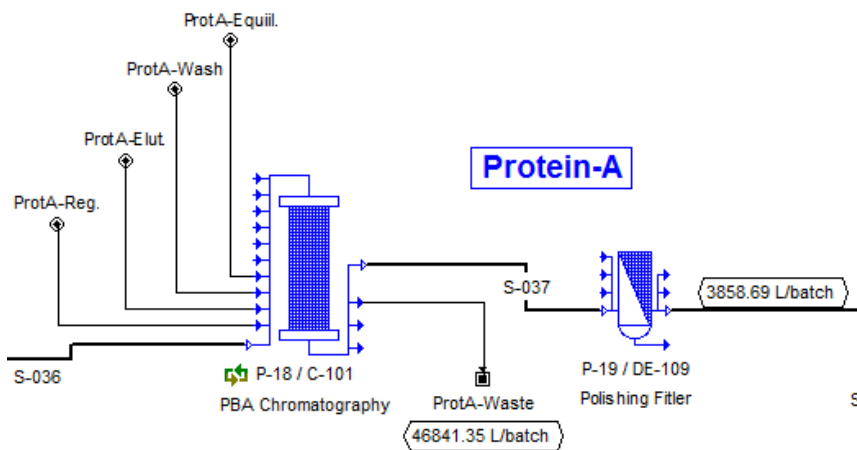 ProtA-Equiil.
ProtA-Wash
ProtA-Elut.
ProtA-Reg.
Protein-A
S-037
3858.69 L/batch
S-036
P-18 / C-101
PBA Chromatography
ProtA-Waste
46841.35 L/batch
P-19 / DE-109
Polishing Fitler
S